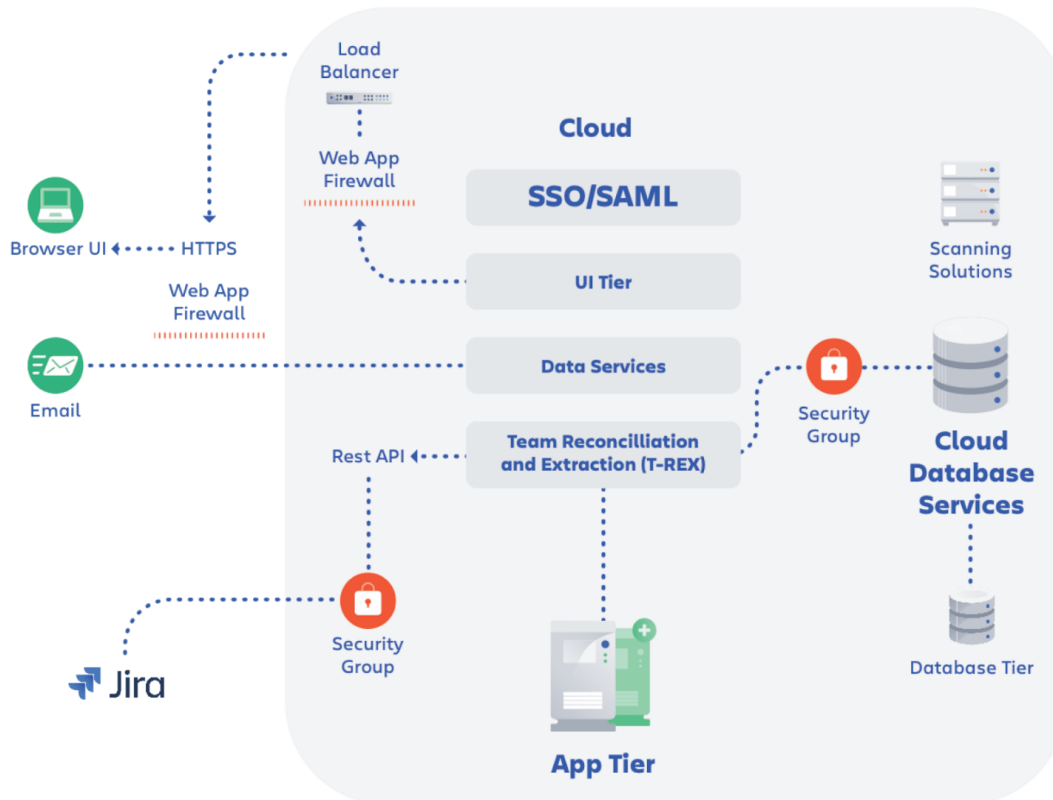 Load
Balancer
Cloud
Web App
Firewall
SSO/SAML
Browser UI
HTTPS
Scanning
Solutions
UI Tier
Web App
Firewall
Data Services
Email
Security
Group
Team Reconcilliation
and Extraction (T-REX)
Rest API
Cloud
Database
Services
Security
Group
Jira
Database Tier
App Tier